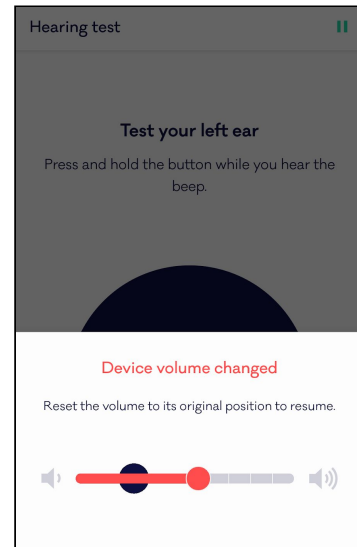 Hearing test
Test your left ear
Press and hold the button while you hear the
beep.
Device volume changed
Reset the volume to its original position to resume.